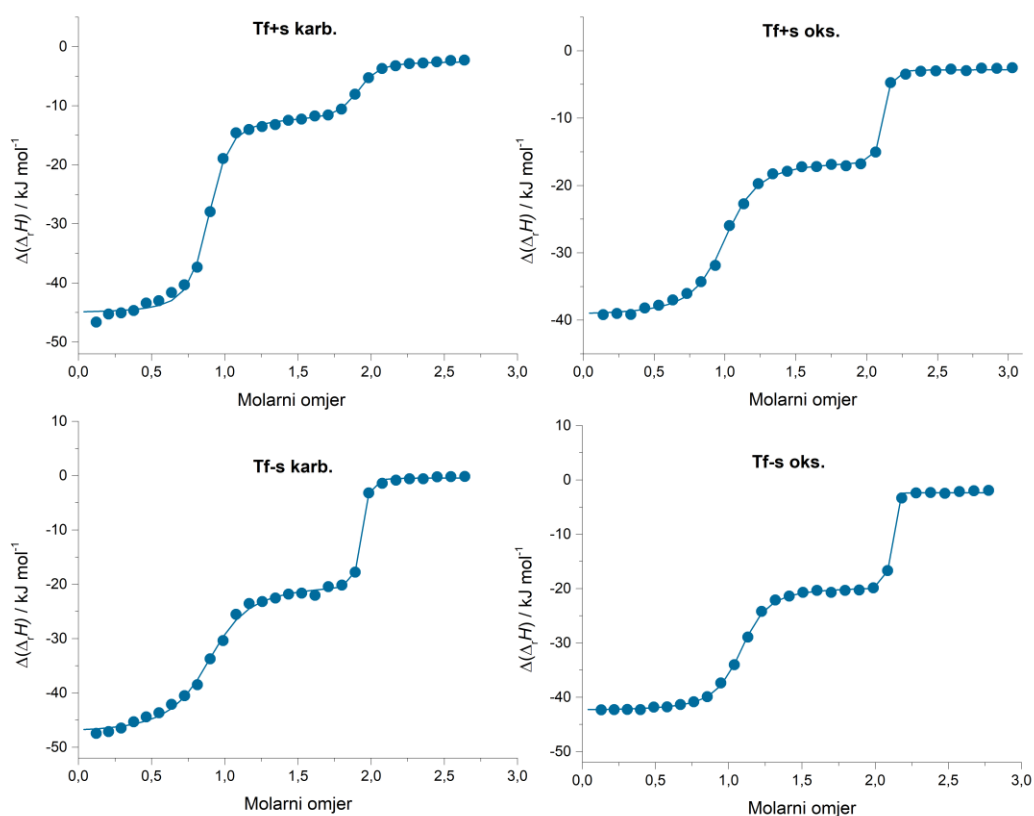 Tf+s karb.
0
-10
-20
-30
-40
-50
Δ(ΔrH) / kJ mol-1
0,0 0,5 1,0 1,5 2,0 2,5 3,0
Molarni omjer
Tf+s oks.
0
-10
-20
-30
-40
Δ(ΔrH) / kJ mol-1
0,0 0,5 1,0 1,5 2,0 2,5 3,0
Molarni omjer
Tf-s karb.
10
0
-10
-20
-30
-40
-50
Δ(ΔrH) / kJ mol-1
0,0 0,5 1,0 1,5 2,0 2,5 3,0
Molarni omjer
Tf-s oks.
10
0
-10
-20
-30
-40
-50
Δ(ΔrH) / kJ mol-1
0,0 0,5 1,0 1,5 2,0 2,5 3,0
Molarni omjer